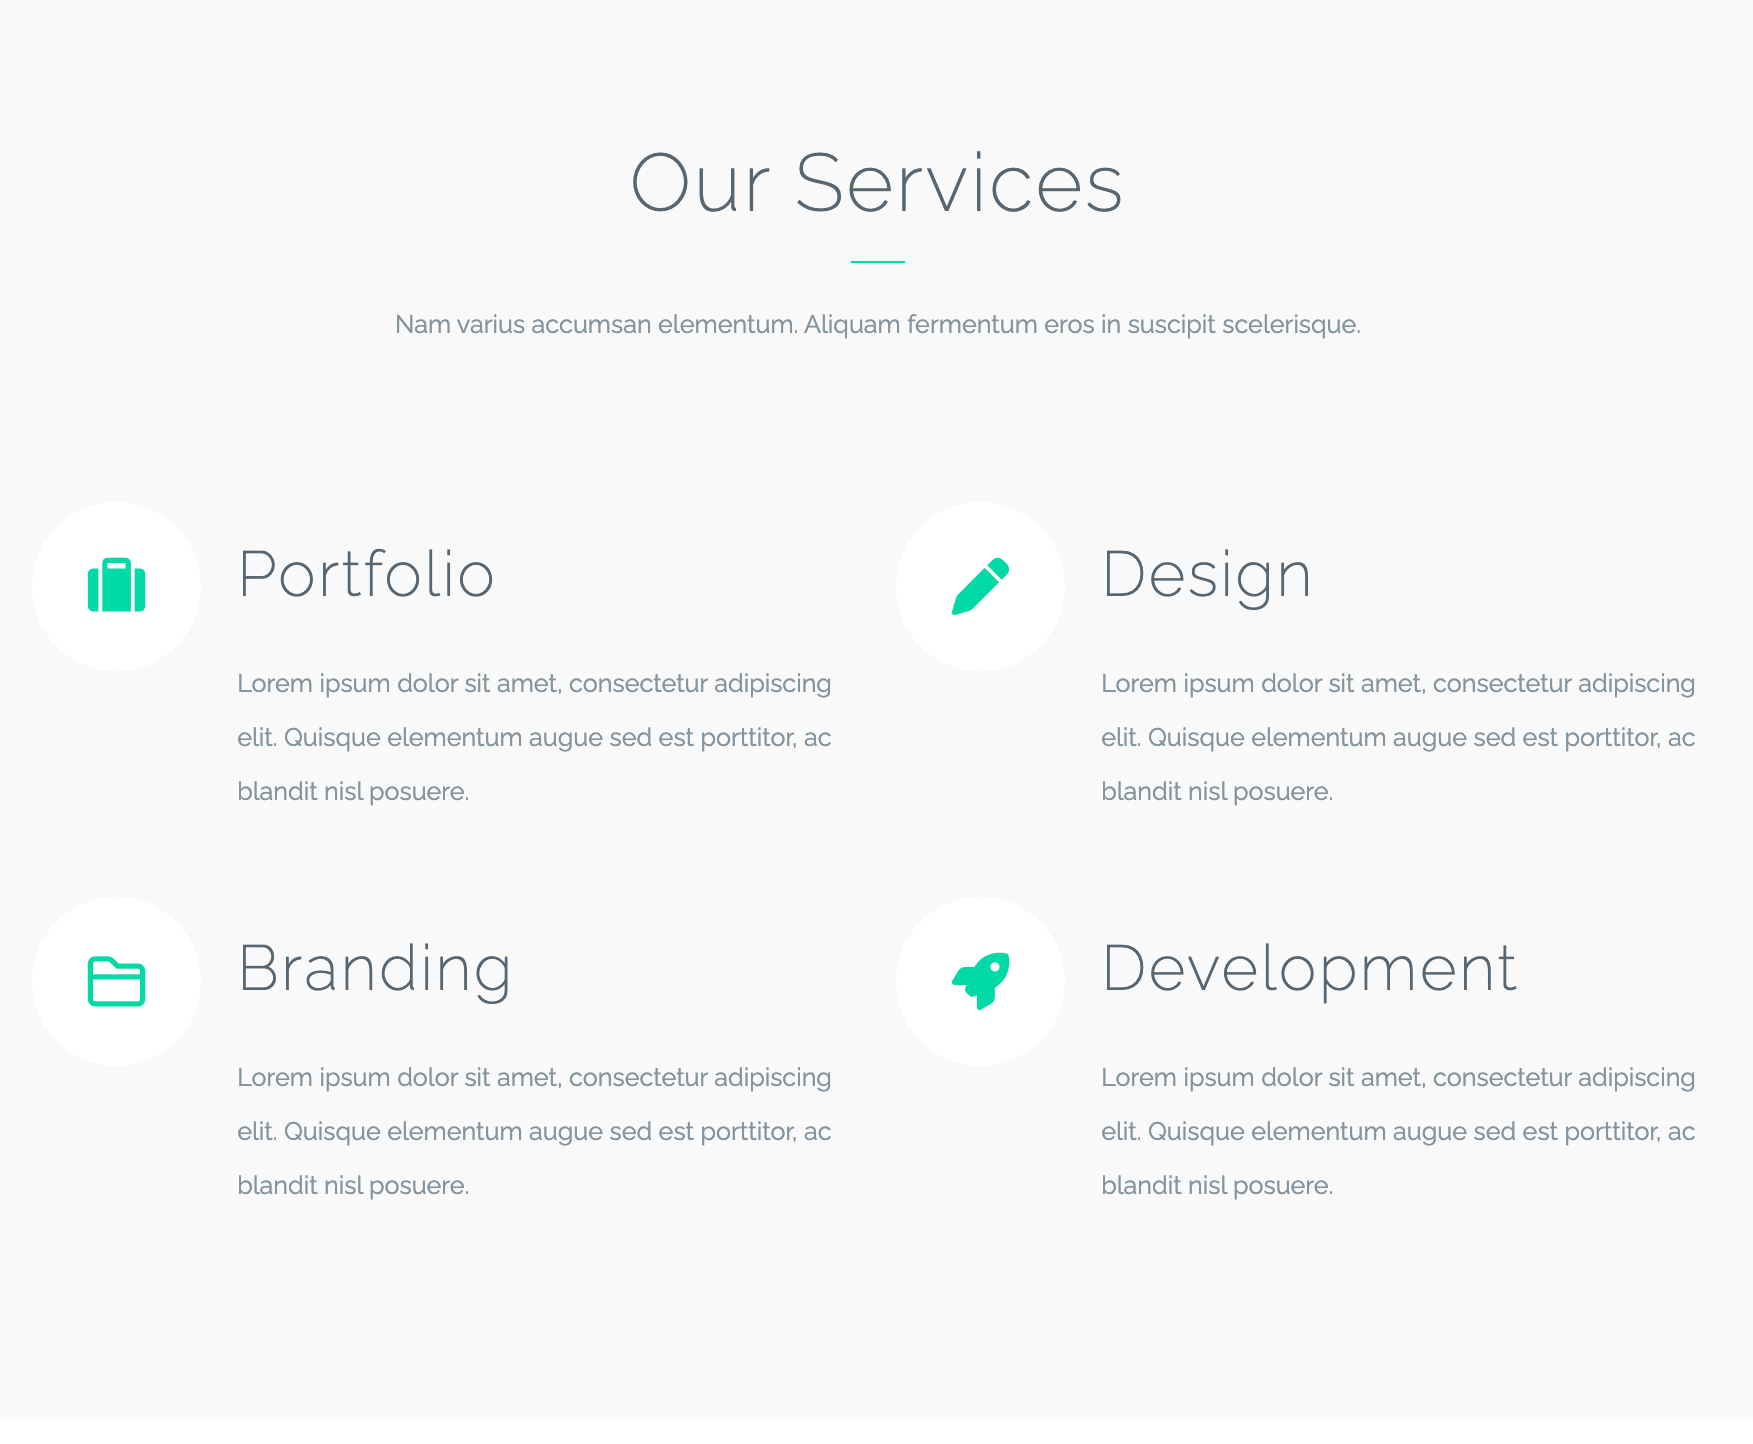 Our Services
Nam varius accumsan elementum. Aliquam fermentum eros in suscipit scelerisque.
Portfolio
Lorem ipsum dolor sit amet, consectetur adipiscing
elit. Quisque elementum augue sed est porttitor, ac
blandit nisl posuere.
Design
Lorem ipsum dolor sit amet, consectetur adipiscing
elit. Quisque elementum augue sed est porttitor, ac
blandit nisl posuere.
Branding
Lorem ipsum dolor sit amet, consectetur adipiscing
elit. Quisque elementum augue sed est porttitor, ac
blandit nisl posuere.
Development
Lorem ipsum dolor sit amet, consectetur adipiscing
elit. Quisque elementum augue sed est porttitor, ac
blandit nisl posuere.